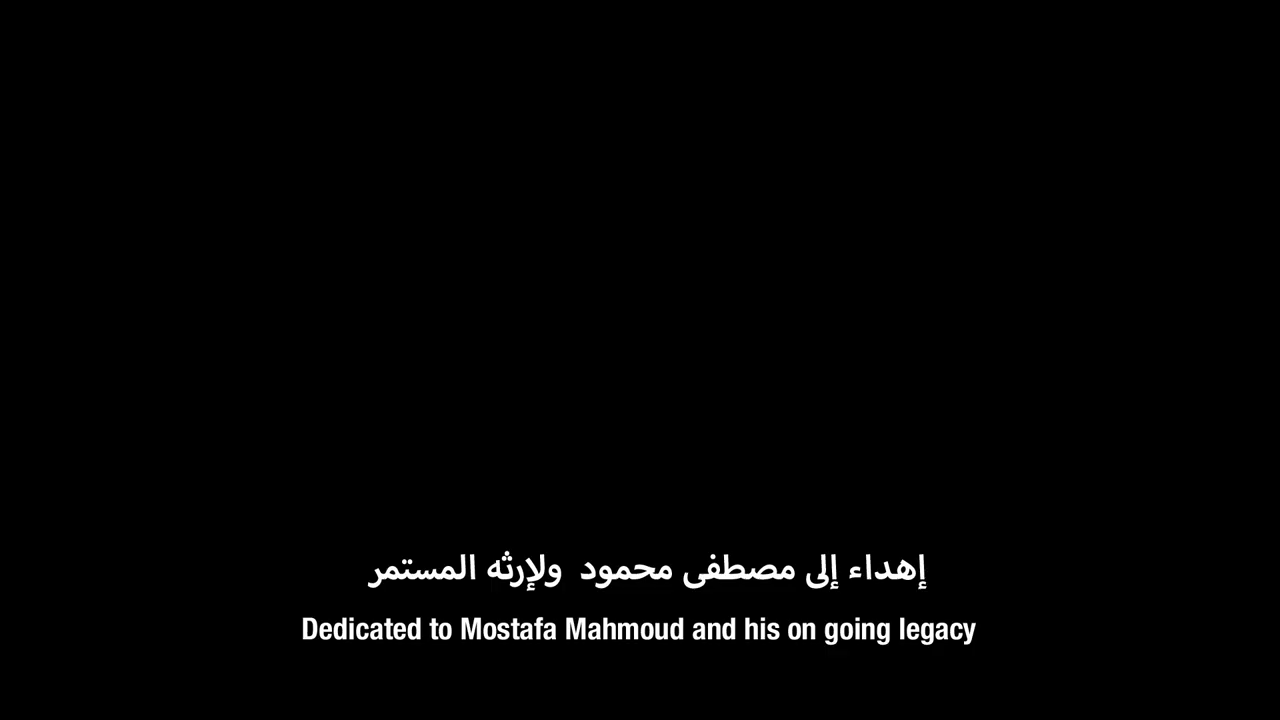 إهداء إلى مصطفى محمود ولإرثه المستمر
Dedicated to Mostafa Mahmoud and his on going legacy